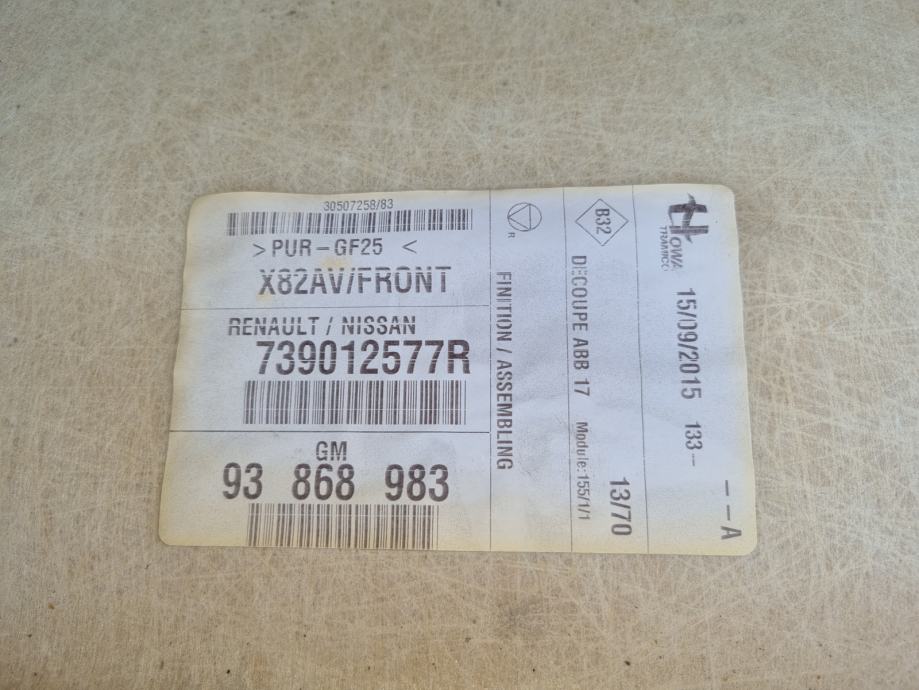 30507258/83
>PUR-GF25 <
X82AV/FRONT
RENAULT / NISSAN
739012577R
GM
93 868 983
R
FINITION / ASSEMBLING
B32
DECOUPE ABB 17 Module:155/1/1
13/70
HOWA
TRAMICO
15/09/2015 133--
-- A